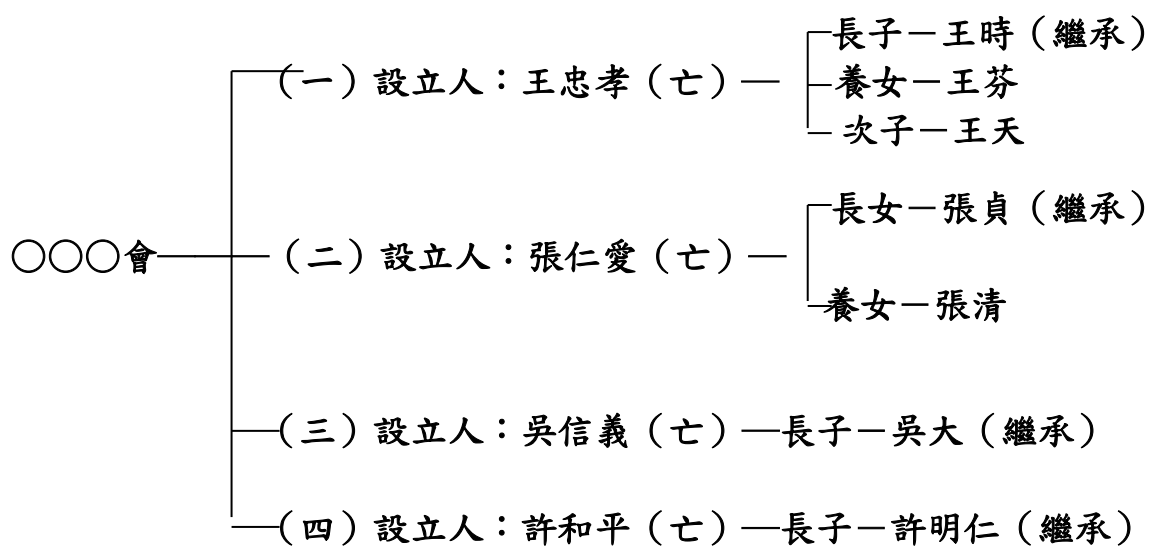 長子－王時（繼承）
（一）設立人：王忠孝（亡）
養女－王芬
次子－王天
長女－張貞（繼承）
○○○會
（二）設立人：張仁愛（亡）
養女－張清
（三）設立人：吳信義（亡）
長子－吳大（繼承）
（四）設立人：許和平（亡）
長子－許明仁（繼承）